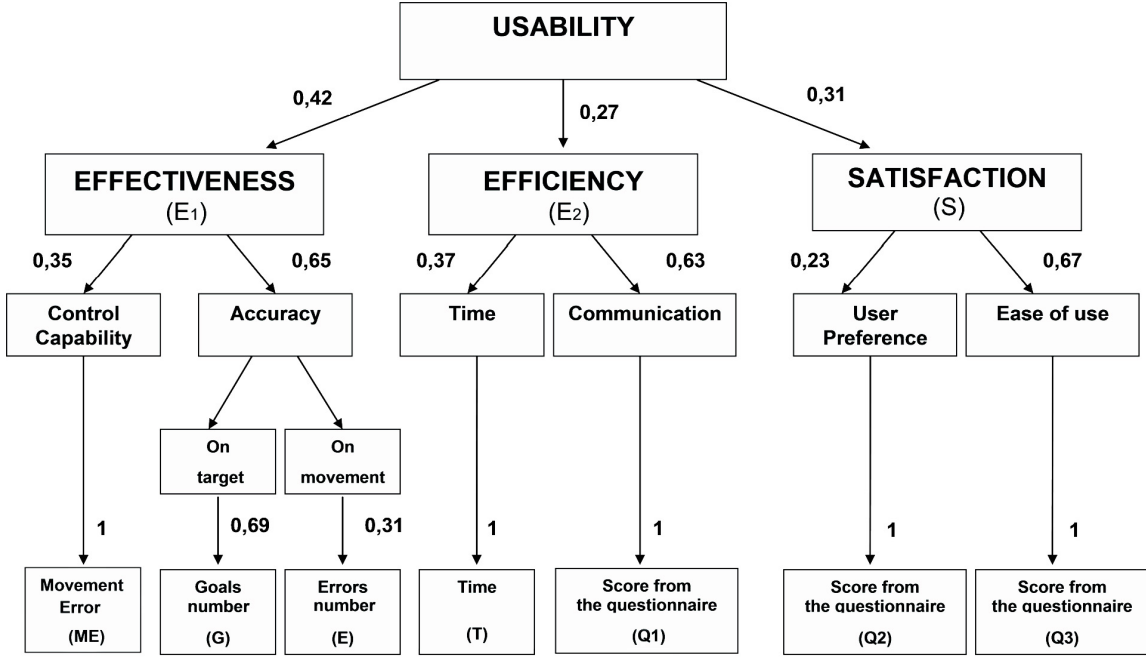 USABILITY
0,42
0,27
0,31
EFFECTIVENESS
(E1)
EFFICIENCY
(E2)
SATISFACTION
(S)
0,35
0,65
0,37
0,63
0,23
0,67
Control
Capability
Accuracy
Time
Communication
User
Preference
Ease of use
On
target
On
movement
1
0,69
0,31
1
1
1
1
Movement
Error
(ME)
Goals
number
(G)
Errors
number
(E)
Time
(T)
Score from
the questionnaire
(Q1)
Score from
the questionnaire
(Q2)
Score from
the questionnaire
(Q3)